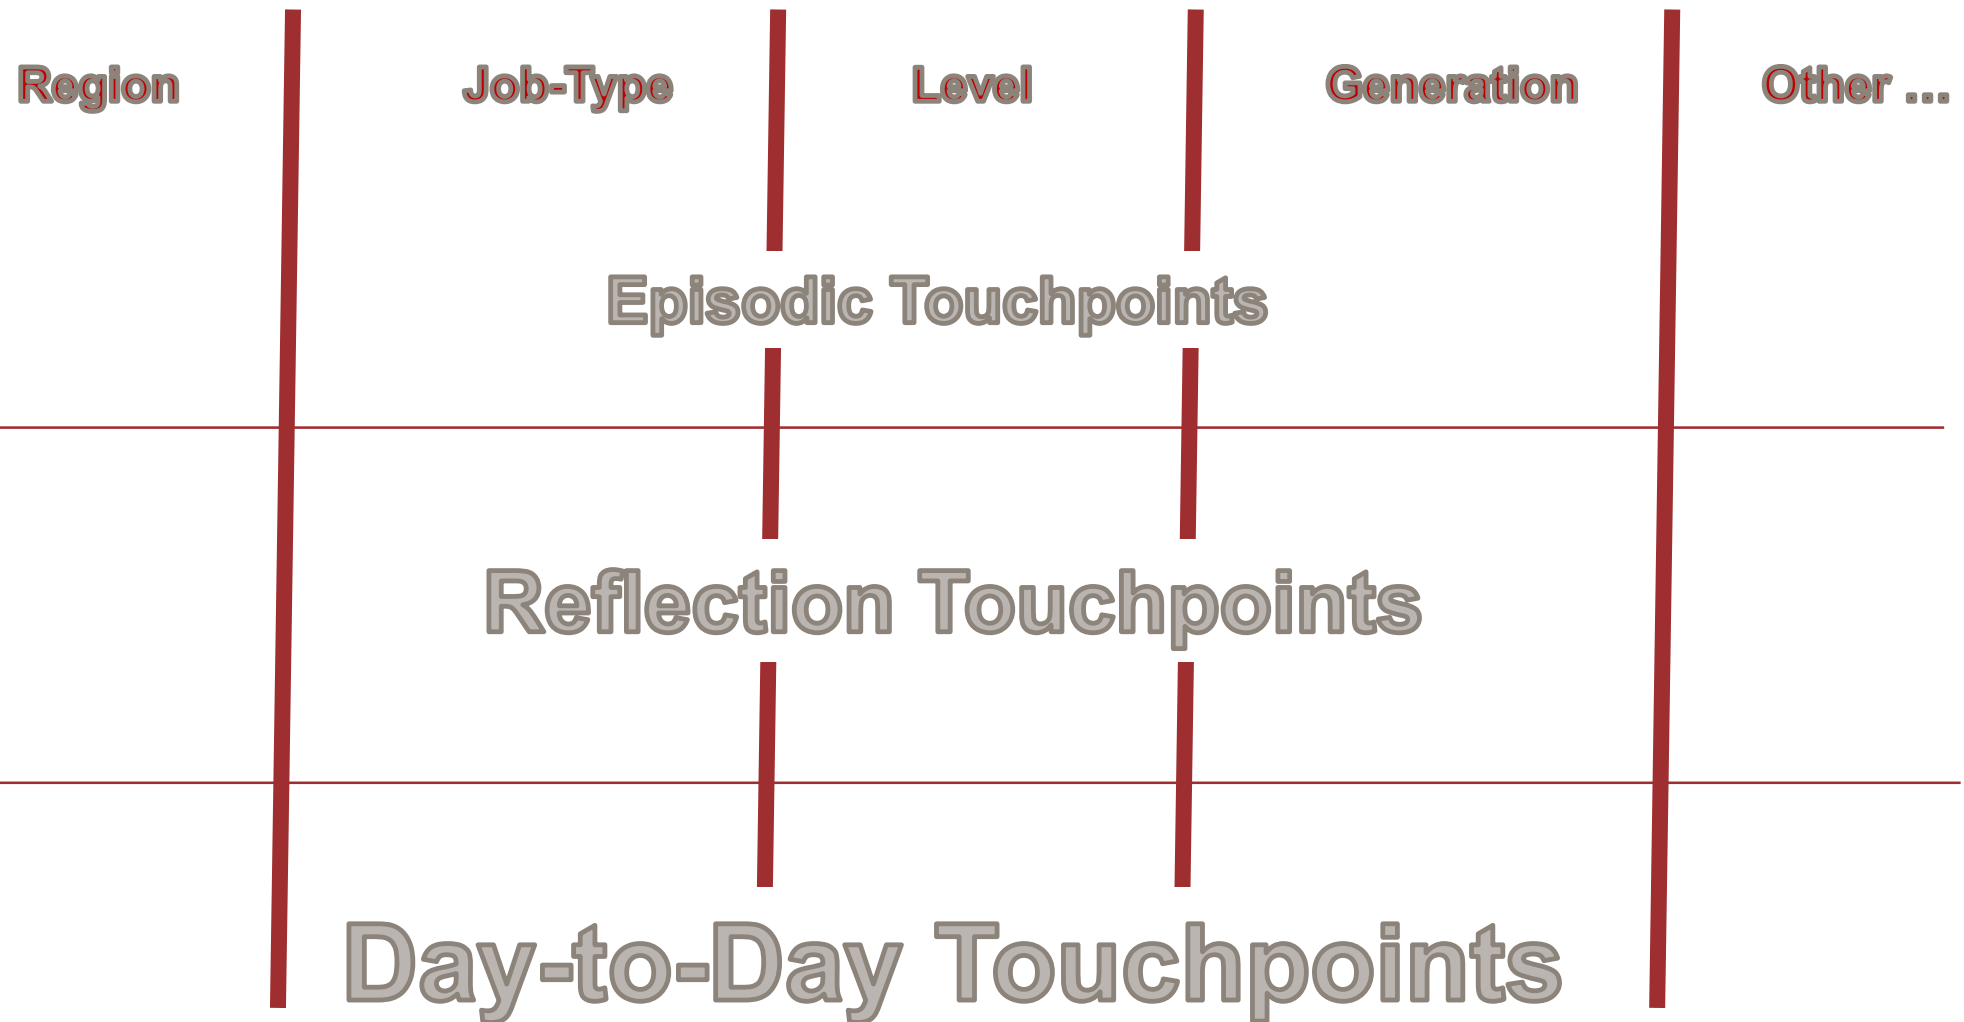 Region Job-Type Level Generation Other ...
Episodic Touchpoints
Reflection Touchpoints
Day-to-Day Touchpoints